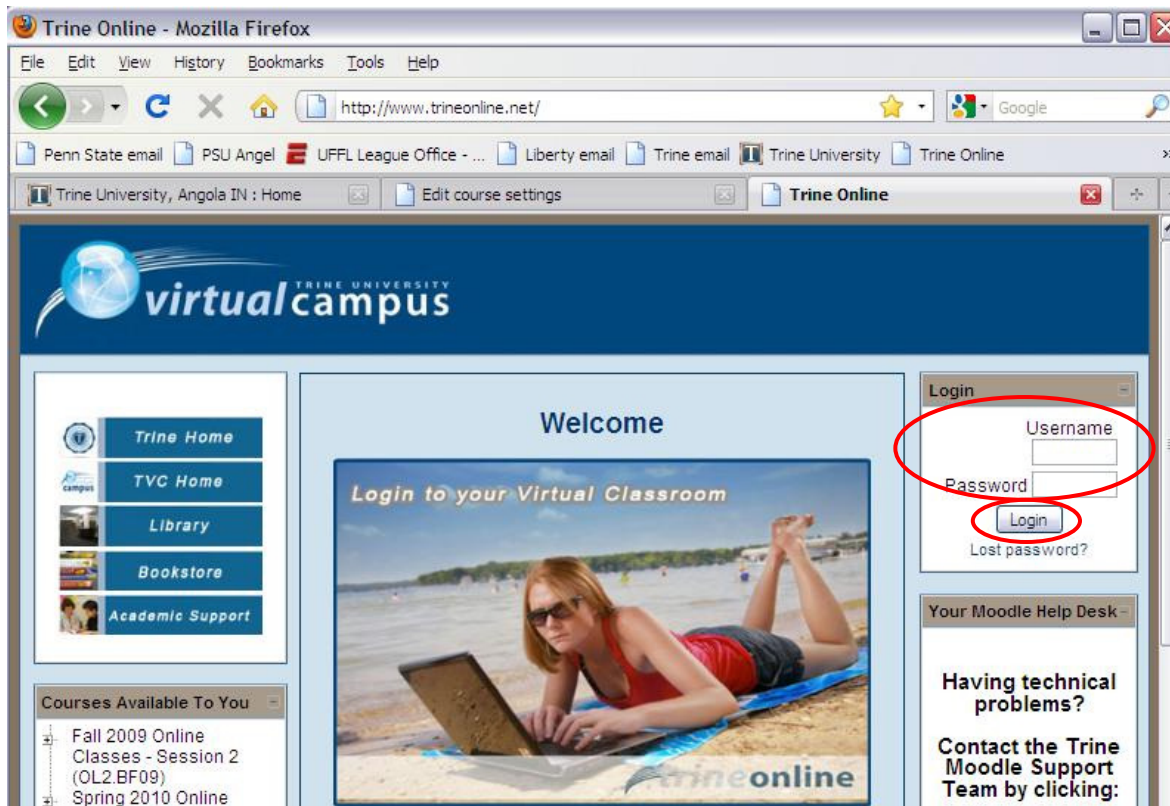 Trine Online - Mozilla Firefox
File Edit View History Bookmarks Tools Help
http://www.trineonline.net/
Google
Penn State email PSU Angel UFFL League Office - ... Liberty email Trine email Trine University Trine Online »
Trine University, Angola IN : Home Edit course settings Trine Online
TRINE UNIVERSITY
virtual campus
Trine Home
campus
TVC Home
Library
Bookstore
Academic Support
Courses Available To You
Fall 2009 Online
Classes - Session 2
(OL2.BF09)
Spring 2010 Online
Welcome
Login to your Virtual Classroom
trineonline
Login
Username
Password
Login
Lost password?
Your Moodle Help Desk
Having technical
problems?
Contact the Trine
Moodle Support
Team by clicking: